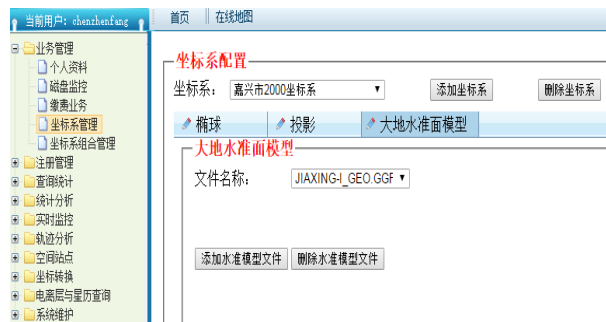 当前用户: chenzhenfang
首页 在线地图
业务管理
个人资料
磁盘监控
缴费业务
坐标系管理
坐标系组合管理
注册管理
查询统计
统计分析
实时监控
轨迹分析
空间站点
坐标转换
电离层与星历查询
系统维护
坐标系配置
坐标系： 嘉兴市2000坐标系 添加坐标系 删除坐标系
椭球 投影 大地水准面模型
大地水准面模型
文件名称： JIAXING-I_GEO.GGF
添加水准模型文件 删除水准模型文件